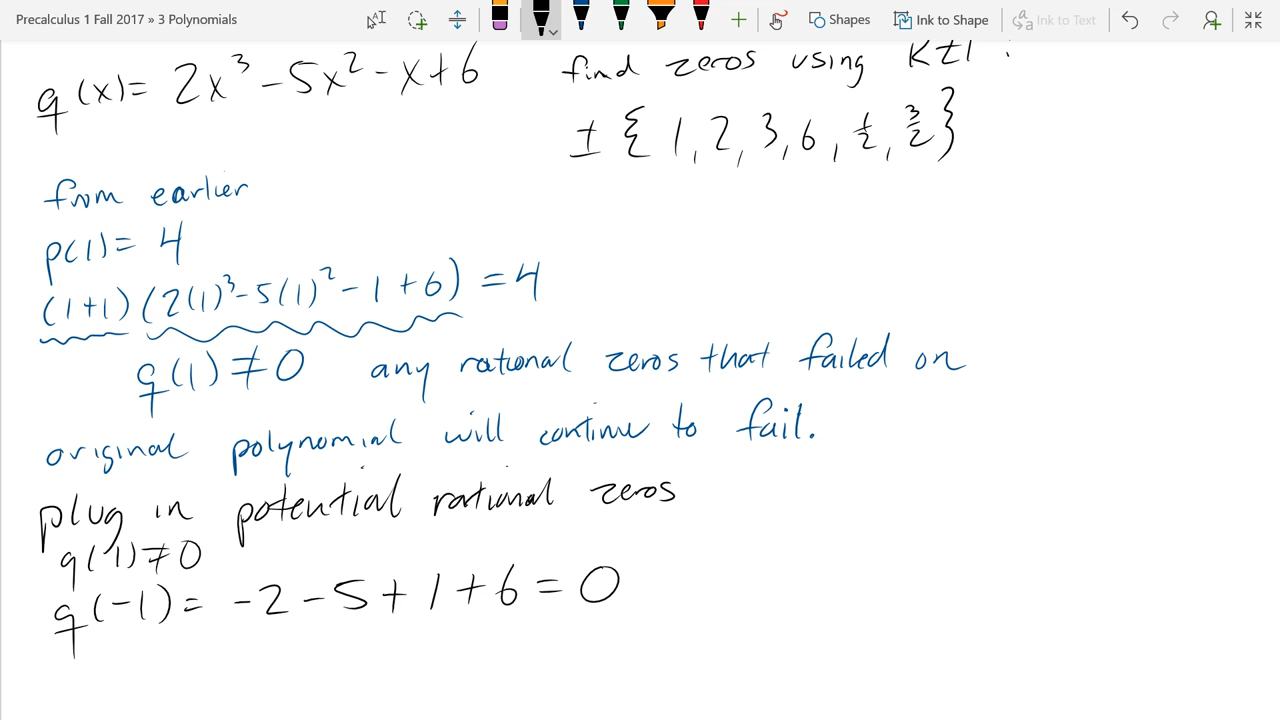 Precalculus 1 Fall 2017 » 3 Polynomials
Shapes Ink to Shape Ink to Text
q(x) = 2x³ - 5x² - x + 6 find zeros using RZT.
± { 1, 2, 3, 6, 1/2, 3/2 }
from earlier
p(1) = 4
(1+1)(2(1)³ - 5(1)² - 1 + 6) = 4
q(1) ≠ 0 any rational zeros that failed on
original polynomial will continue to fail.
plug in potential rational zeros
q(1) ≠ 0
q(-1) = -2 - 5 + 1 + 6 = 0